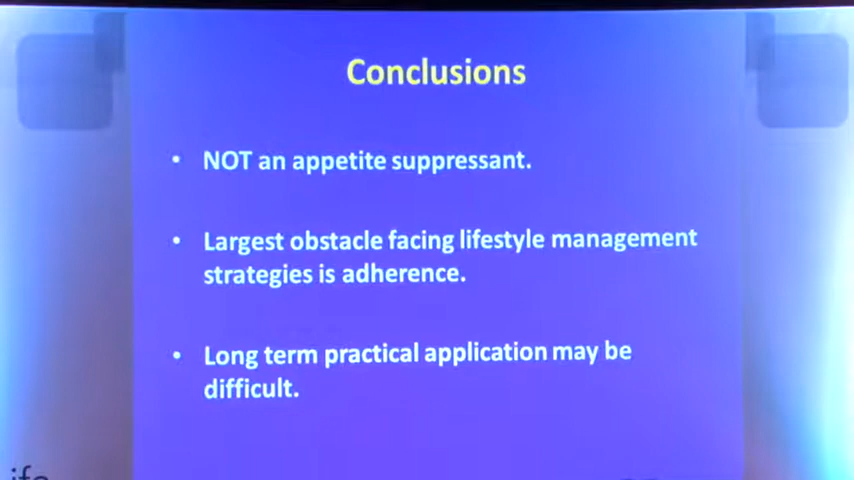 Conclusions
• NOT an appetite suppressant.
• Largest obstacle facing lifestyle management
strategies is adherence.
• Long term practical application may be
difficult.